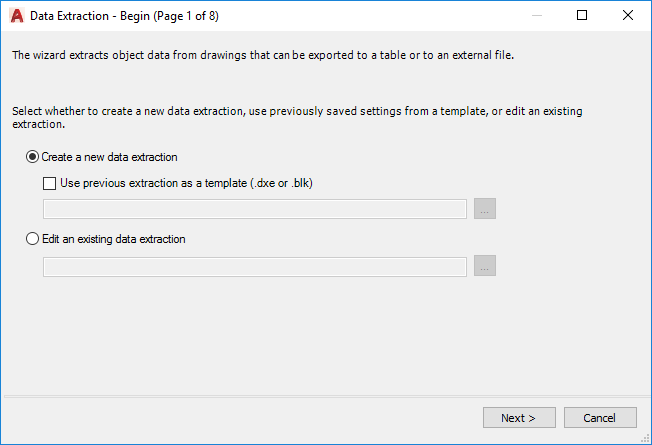 Data Extraction - Begin (Page 1 of 8)
The wizard extracts object data from drawings that can be exported to a table or to an external file.
Select whether to create a new data extraction, use previously saved settings from a template, or edit an existing
extraction.
Create a new data extraction
Use previous extraction as a template (.dxe or .blk)
...
Edit an existing data extraction
...
Next >
Cancel